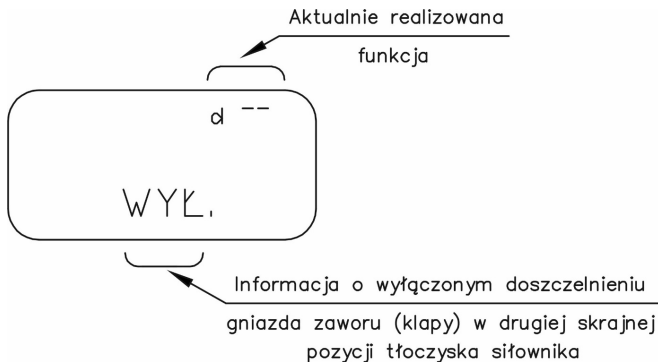 Aktualnie realizowana
funkcja
d --
WYŁ.
Informacja o wyłączonym doszczelnieniu
gniazda zaworu (klapy) w drugiej skrajnej
pozycji tłoczyska siłownika